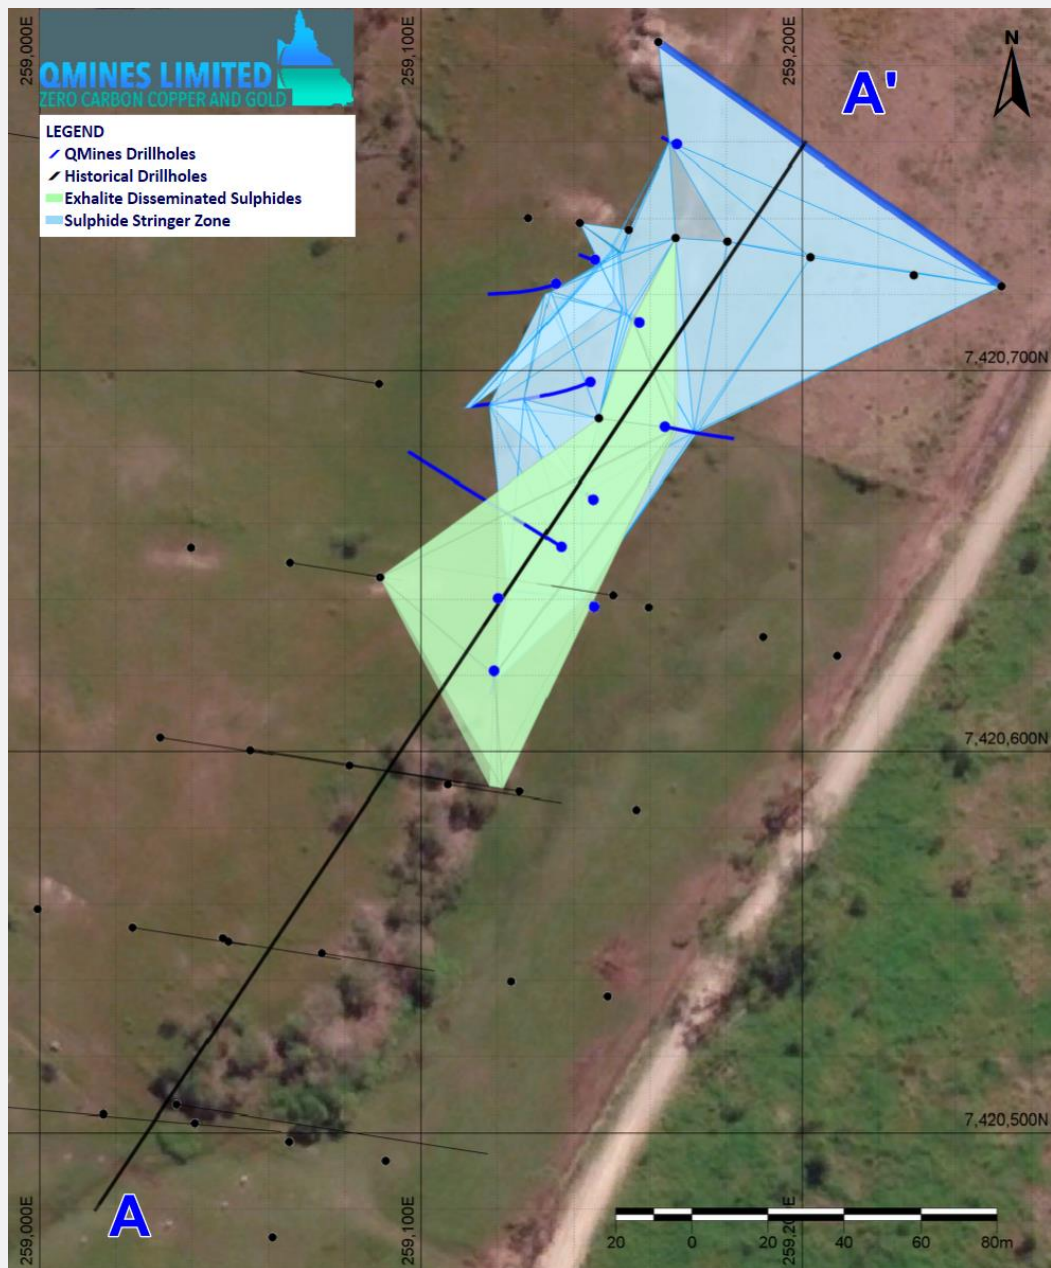 QMINES LIMITED
ZERO CARBON COPPER AND GOLD
LEGEND
QMines Drillholes
Historical Drillholes
Exhalite Disseminated Sulphides
Sulphide Stringer Zone
259,000E
259,100E
259,200E
A'
N
7,420,700N
7,420,600N
7,420,500N
A
259,000E
259,100E
259,200E
20 0 20 40 60 80m